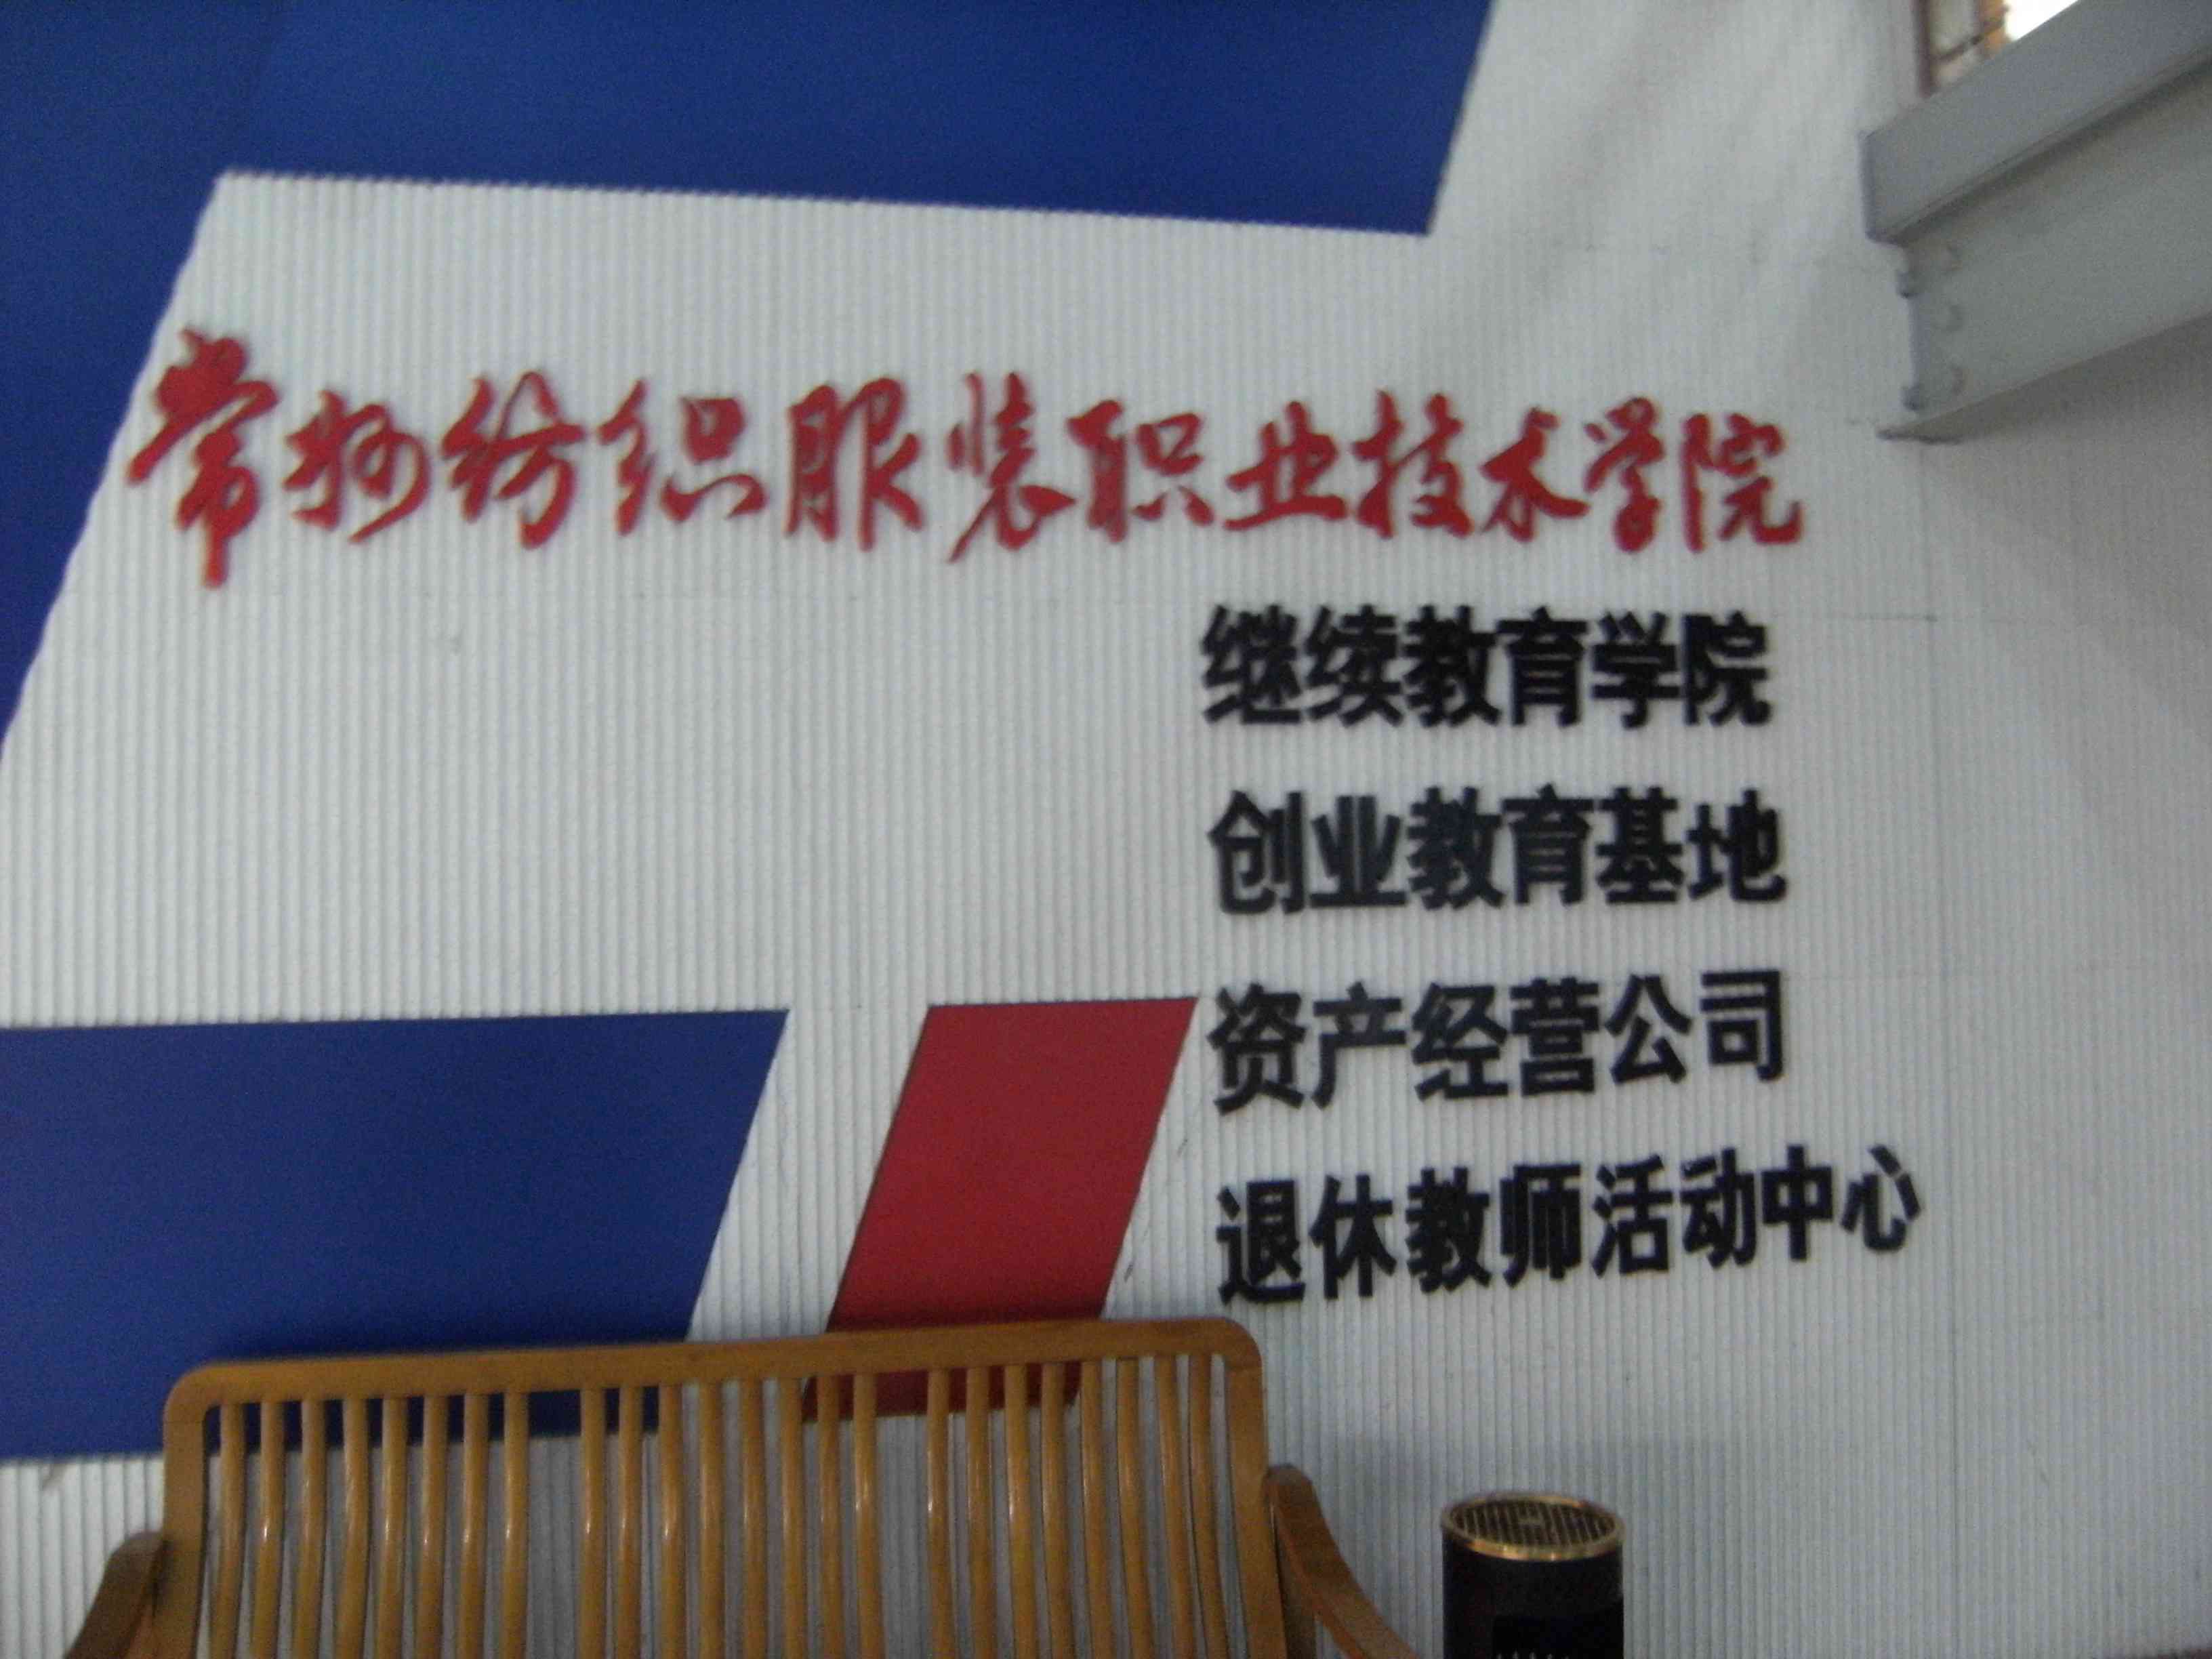 常州纺织服装职业技术学院
继续教育学院
创业教育基地
资产经营公司
退休教师活动中心